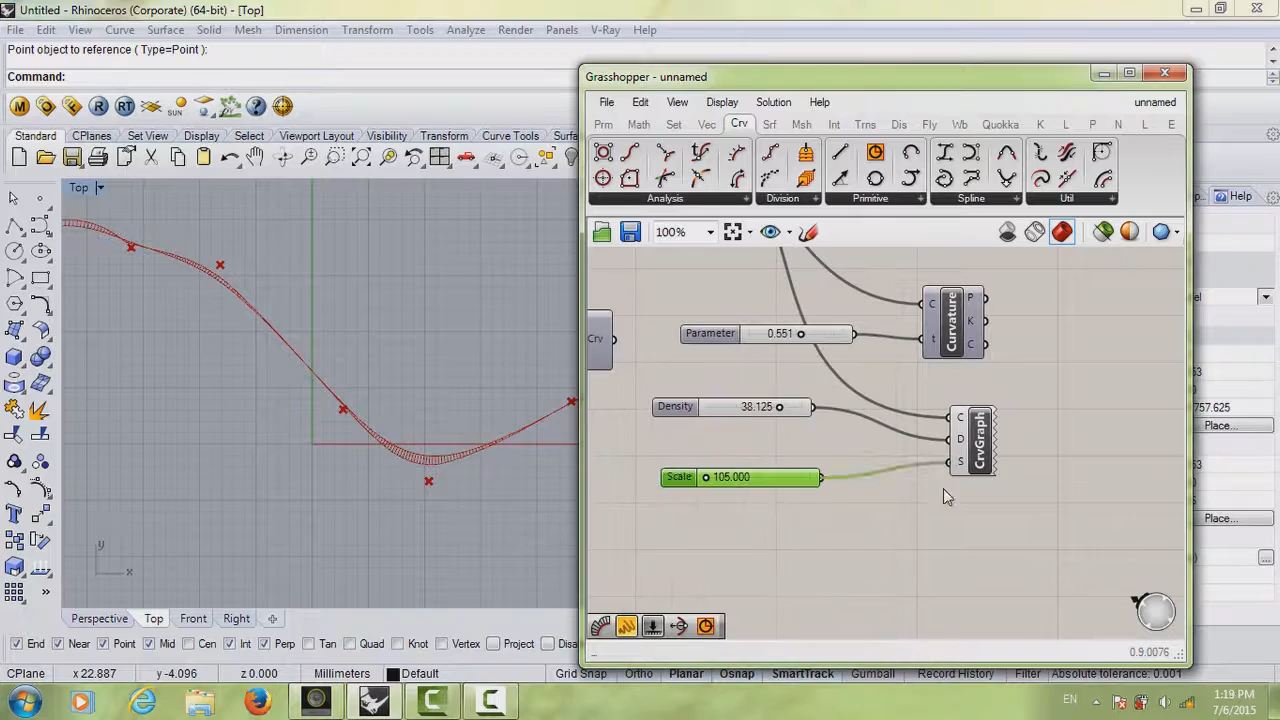 Untitled - Rhinoceros (Corporate) (64-bit) - [Top]
File Edit View Curve Surface Solid Mesh Dimension Transform Tools Analyze Render Panels V-Ray Help
Point object to reference ( Type=Point ):
Command:
M O F R RT SUN ?
Standard CPlanes Set View Display Select Viewport Layout Visibility Transform Curve Tools Surfa
Top
Grasshopper - unnamed
File Edit View Display Solution Help unnamed
Prm Math Set Vec Crv Srf Msh Int Trns Dis Fly Wb Quokka K L P N L E
Analysis Division Primitive Spline Util
100%
Help
Crv
Parameter 0.551
C t Curvature P K C
Density 38.125
Scale 105.000
C D S CrvGraph
757.625
Place...
Place...
y
x
Perspective Top Front Right
End Near Point Mid Cen Int Perp Tan Quad Knot Vertex Project Disa
0.9.0076
CPlane x 22.887 y -4.096 z 0.000 Millimeters Default Grid Snap Ortho Planar Osnap SmartTrack Gumball Record History Filter Absolute tolerance: 0.001
EN
1:19 PM
7/6/2015